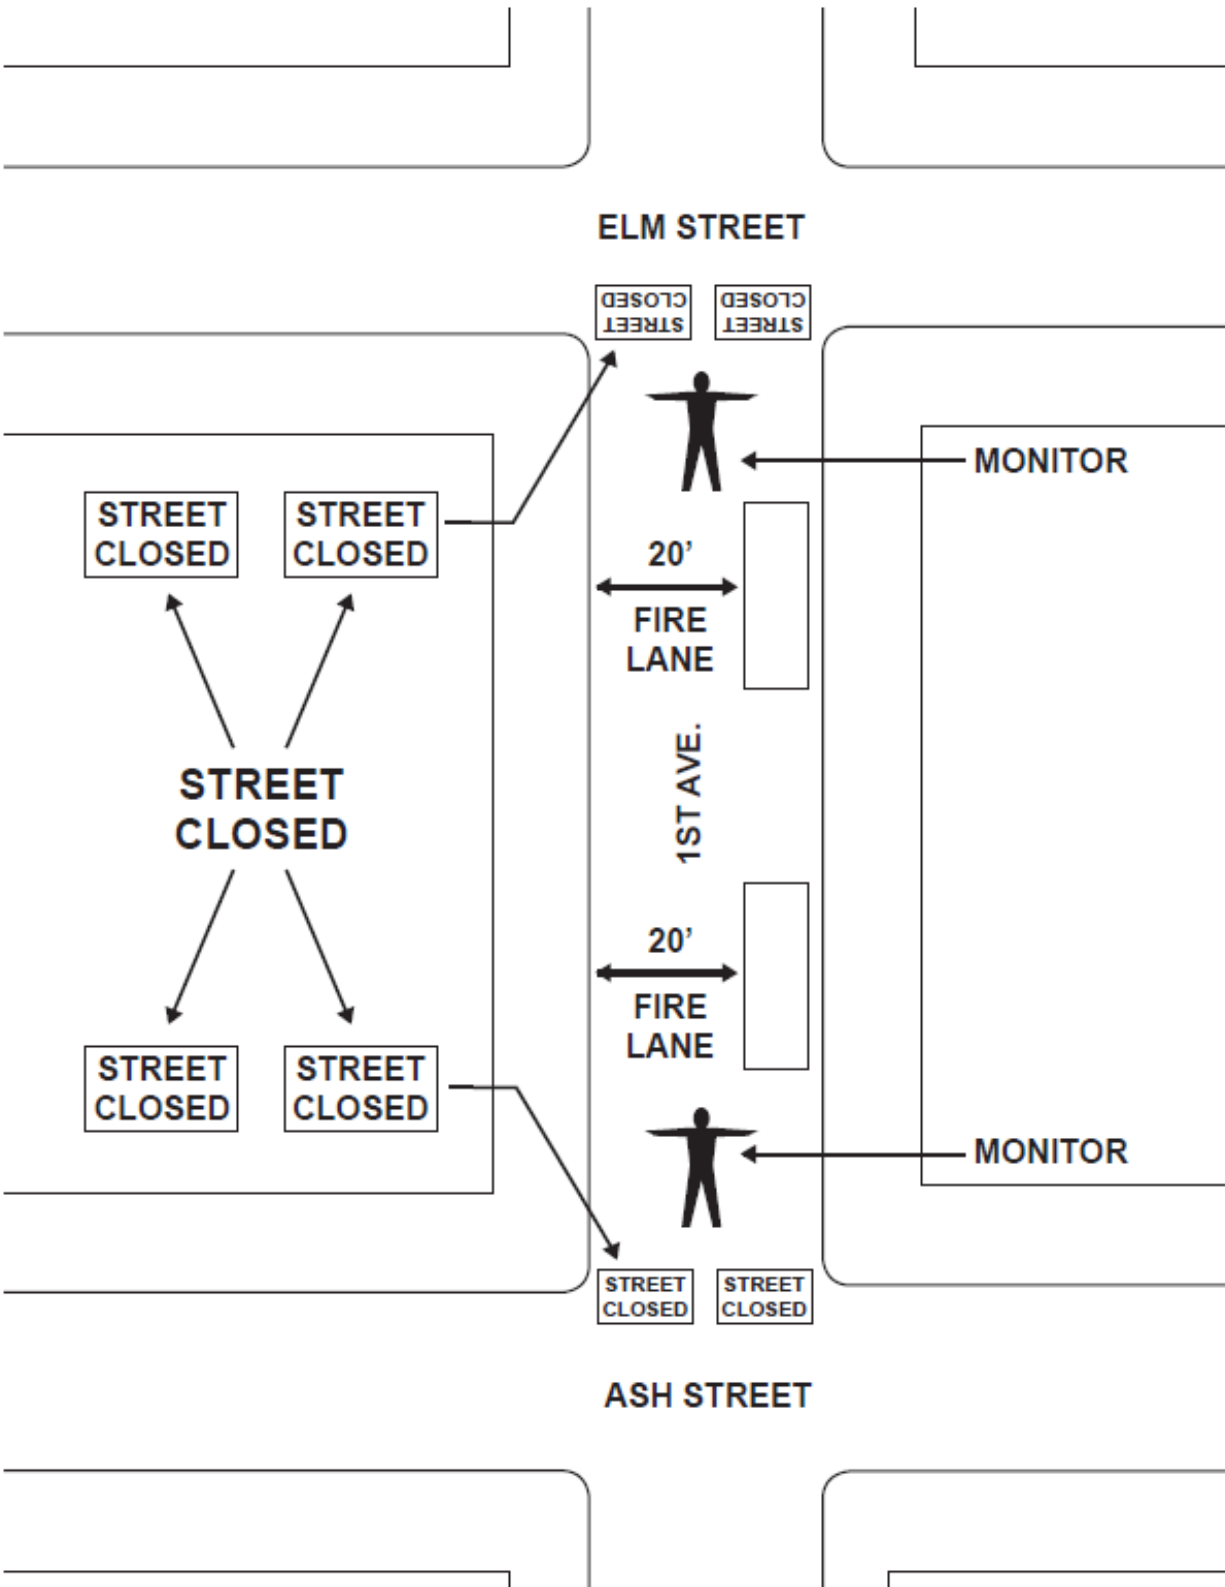 ELM STREET
STREET
CLOSED
STREET
CLOSED
MONITOR
STREET
CLOSED
STREET
CLOSED
20’
FIRE
LANE
1ST AVE.
STREET
CLOSED
20’
FIRE
LANE
STREET
CLOSED
STREET
CLOSED
MONITOR
STREET
CLOSED
STREET
CLOSED
ASH STREET